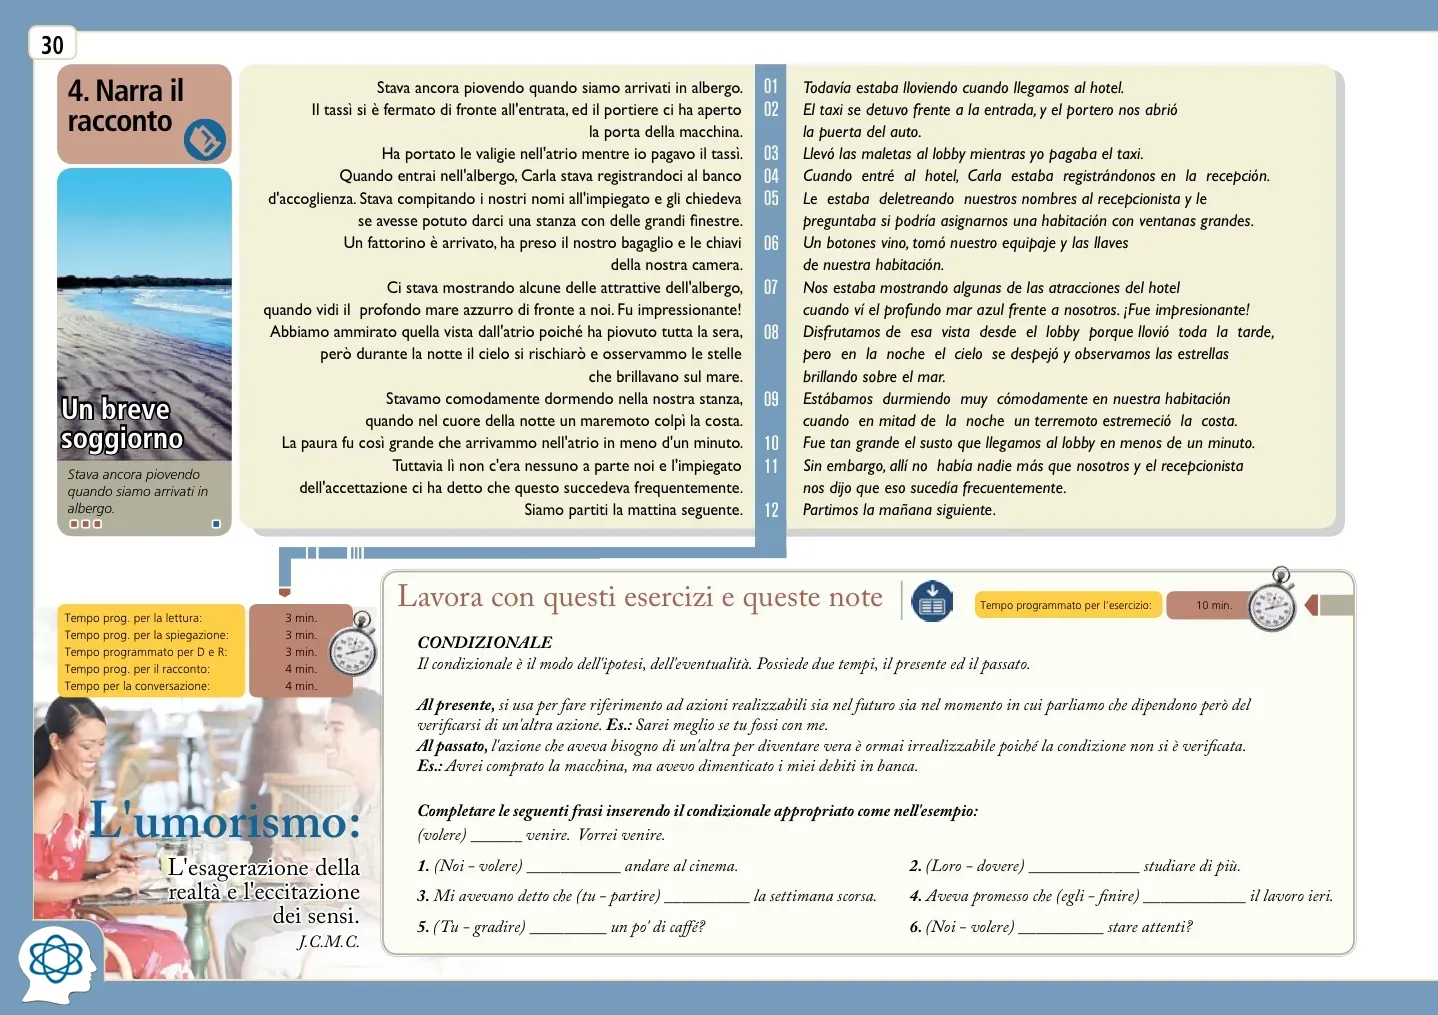 30
4. Narra il
racconto
Un breve
soggiorno
Stava ancora piovendo
quando siamo arrivati in
albergo.
Stava ancora piovendo quando siamo arrivati in albergo.
01
Todavía estaba lloviendo cuando llegamos al hotel.
Il tassì si è fermato di fronte all'entrata, ed il portiere ci ha aperto
la porta della macchina.
02
El taxi se detuvo frente a la entrada, y el portero nos abrió
la puerta del auto.
Ha portato le valigie nell'atrio mentre io pagavo il tassì.
03
Llevó las maletas al lobby mientras yo pagaba el taxi.
Quando entrai nell'albergo, Carla stava registrandoci al banco
04
Cuando entré al hotel, Carla estaba registrándonos en la recepción.
d'accoglienza. Stava compitando i nostri nomi all'impiegato e gli chiedeva
se avesse potuto darci una stanza con delle grandi finestre.
05
Le estaba deletreando nuestros nombres al recepcionista y le
preguntaba si podría asignarnos una habitación con ventanas grandes.
Un fattorino è arrivato, ha preso il nostro bagaglio e le chiavi
della nostra camera.
06
Un botones vino, tomó nuestro equipaje y las llaves
de nuestra habitación.
Ci stava mostrando alcune delle attrattive dell'albergo,
quando vidi il profondo mare azzurro di fronte a noi. Fu impressionante!
07
Nos estaba mostrando algunas de las atracciones del hotel
cuando ví el profundo mar azul frente a nosotros. ¡Fue impresionante!
Abbiamo ammirato quella vista dall'atrio poiché ha piovuto tutta la sera,
però durante la notte il cielo si rischiarò e osservammo le stelle
che brillavano sul mare.
08
Disfrutamos de esa vista desde el lobby porque llovió toda la tarde,
pero en la noche el cielo se despejó y observamos las estrellas
brillando sobre el mar.
Stavamo comodamente dormendo nella nostra stanza,
quando nel cuore della notte un maremoto colpì la costa.
09
Estábamos durmiendo muy cómodamente en nuestra habitación
cuando en mitad de la noche un terremoto estremeció la costa.
La paura fu così grande che arrivammo nell'atrio in meno d'un minuto.
10
Fue tan grande el susto que llegamos al lobby en menos de un minuto.
Tuttavia lì non c'era nessuno a parte noi e l'impiegato
dell'accettazione ci ha detto che questo succedeva frequentemente.
11
Sin embargo, allí no había nadie más que nosotros y el recepcionista
nos dijo que eso sucedía frecuentemente.
Siamo partiti la mattina seguente.
12
Partimos la mañana siguiente.
Tempo prog. per la lettura: 3 min.
Tempo prog. per la spiegazione: 3 min.
Tempo programmato per D e R: 3 min.
Tempo prog. per il racconto: 4 min.
Tempo per la conversazione: 4 min.
L'umorismo:
L'esagerazione della
realtà e l'eccitazione
dei sensi.
J.C.M.C.
Lavora con questi esercizi e queste note
Tempo programmato per l'esercizio: 10 min.
CONDIZIONALE
Il condizionale è il modo dell'ipotesi, dell'eventualità. Possiede due tempi, il presente ed il passato.
Al presente, si usa per fare riferimento ad azioni realizzabili sia nel futuro sia nel momento in cui parliamo che dipendono però del
verificarsi di un'altra azione. Es.: Sarei meglio se tu fossi con me.
Al passato, l'azione che aveva bisogno di un'altra per diventare vera è ormai irrealizzabile poiché la condizione non si è verificata.
Es.: Avrei comprato la macchina, ma avevo dimenticato i miei debiti in banca.
Completare le seguenti frasi inserendo il condizionale appropriato come nell'esempio:
(volere) ______ venire. Vorrei venire.
1. (Noi - volere) ___________ andare al cinema.
2. (Loro - dovere) _____________ studiare di più.
3. Mi avevano detto che (tu - partire) __________ la settimana scorsa.
4. Aveva promesso che (egli - finire) ____________ il lavoro ieri.
5. (Tu - gradire) _________ un po' di caffé?
6. (Noi - volere) __________ stare attenti?